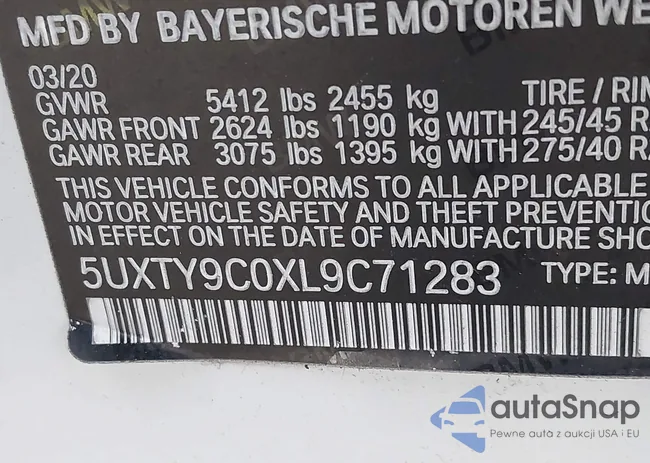 MFD BY BAYERISCHE MOTOREN WE
03/20
GVWR 5412 lbs 2455 kg TIRE / RIM
GAWR FRONT 2624 lbs 1190 kg WITH 245/45 R
GAWR REAR 3075 lbs 1395 kg WITH 275/40 R
THIS VEHICLE CONFORMS TO ALL APPLICABLE
MOTOR VEHICLE SAFETY AND THEFT PREVENTION
IN EFFECT ON THE DATE OF MANUFACTURE SHO
5UXTY9C0XL9C71283 TYPE: M
autaSnap
Pewne auta z aukcji USA i EU